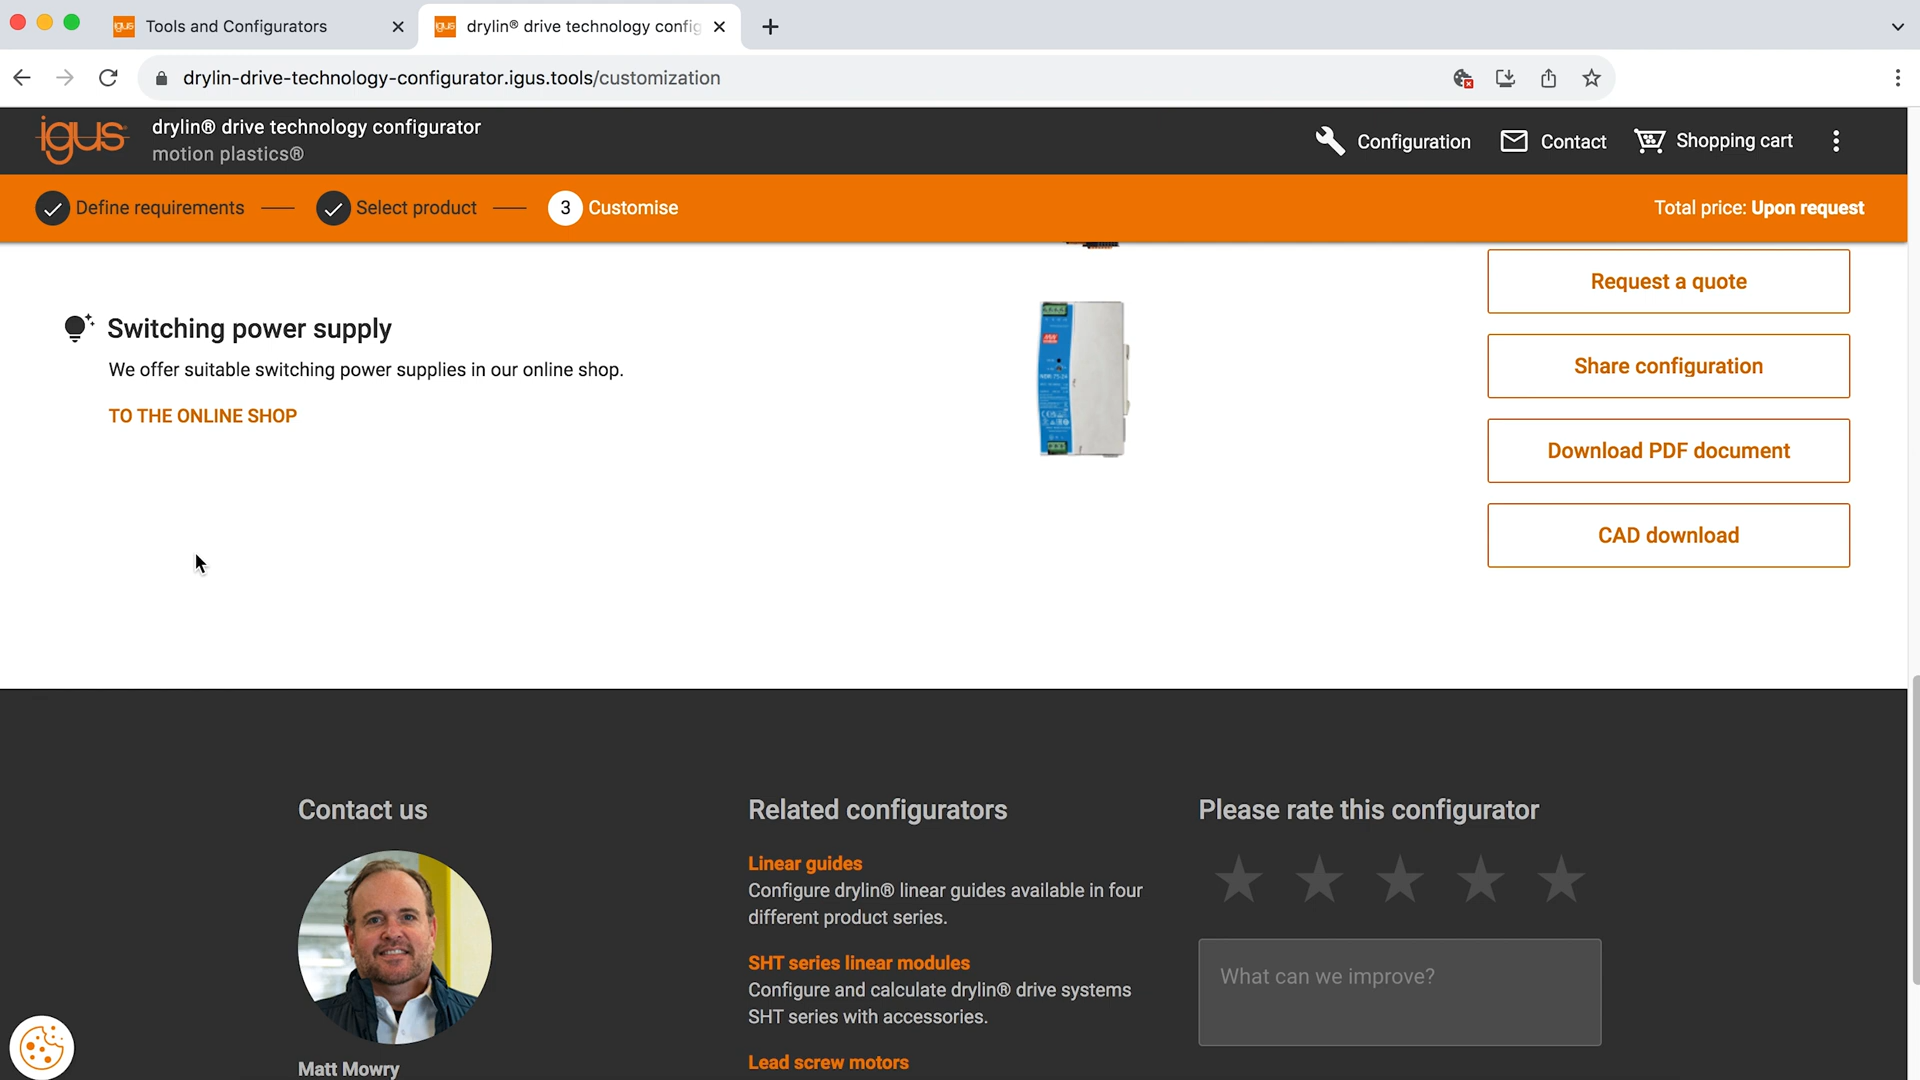 igus Tools and Configurators
igus drylin® drive technology config
drylin-drive-technology-configurator.igus.tools/customization
igus
drylin® drive technology configurator
motion plastics®
Configuration
Contact
Shopping cart
Define requirements
Select product
3 Customise
Total price: Upon request
Switching power supply
We offer suitable switching power supplies in our online shop.
TO THE ONLINE SHOP
Request a quote
Share configuration
Download PDF document
CAD download
Contact us
Matt Mowry
Related configurators
Linear guides
Configure drylin® linear guides available in four
different product series.
SHT series linear modules
Configure and calculate drylin® drive systems
SHT series with accessories.
Lead screw motors
Please rate this configurator
What can we improve?